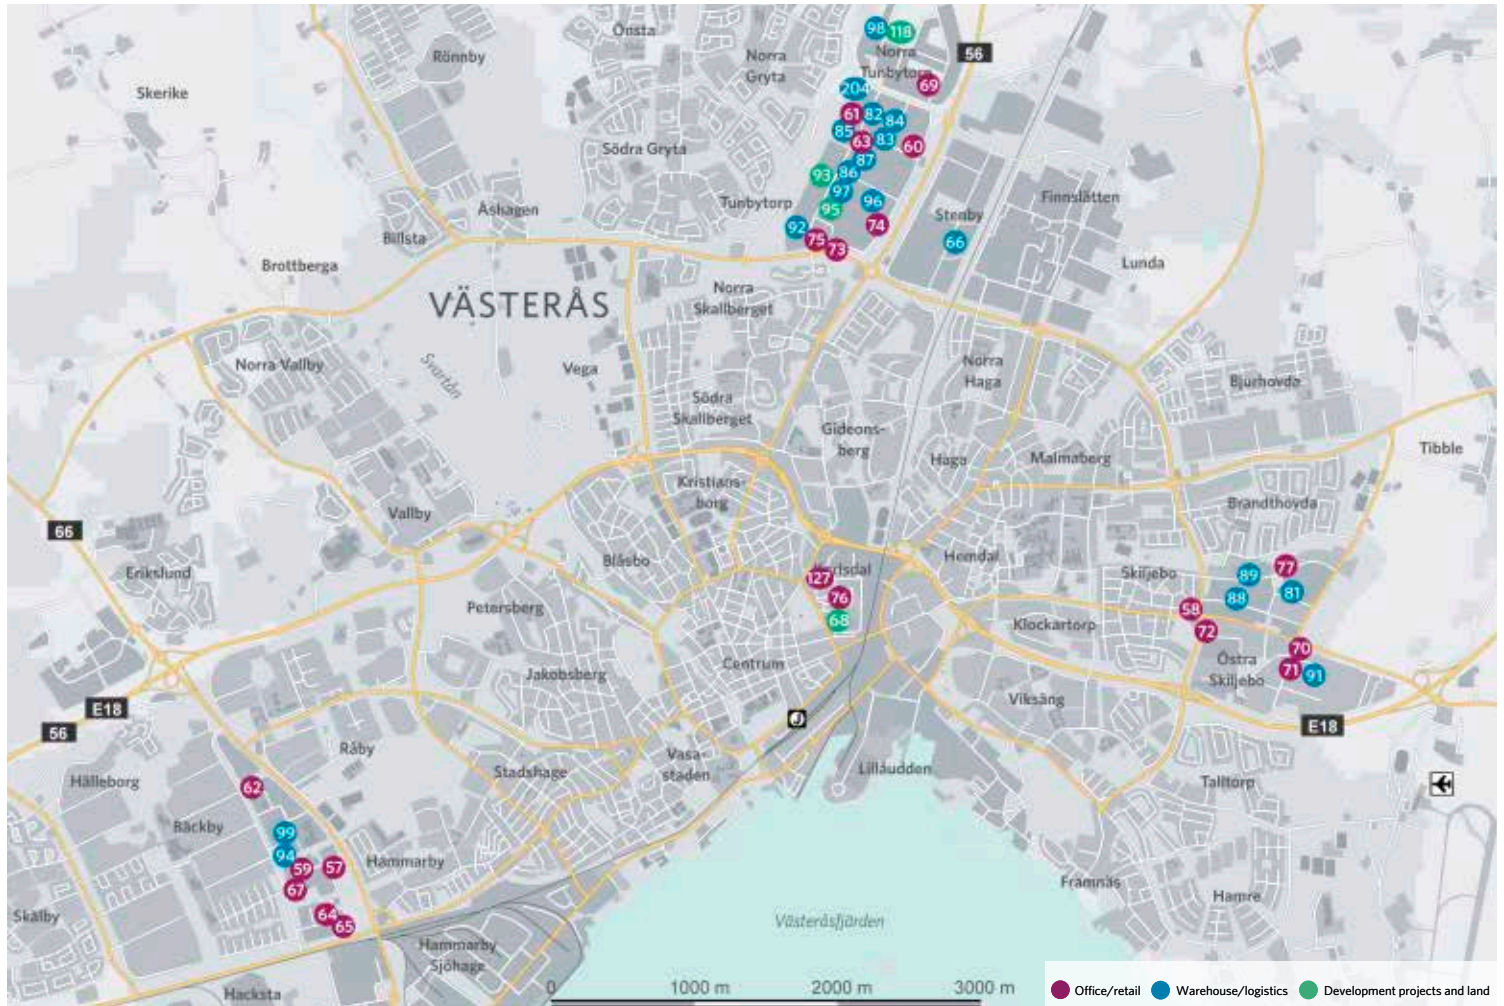 Önsta
Rönnby
Norra
Gryta
98
118
Norra
Tunbytorp
56
69
Skerike
204
61
82
84
85
63
83
60
Södra Gryta
87
93
86
97
96
95
Tunbytorp
Finnslätten
Åshagen
Stenby
92
74
75
73
66
Billsta
Brottberga
Lunda
VÄSTERÅS
Norra
Skallberget
Svartån
Norra Vallby
Vega
Norra
Haga
Bjurhovda
Södra
Skallberget
Gideons-
berg
Tibble
Haga
Malmaberg
Kristians-
borg
Brandthovda
Vallby
66
Blåsbo
Hemdal
Erikslund
Karlsdal
127
76
68
Skiljebo
89
77
88
81
58
72
Petersberg
Klockartorp
70
71
91
Östra
Skiljebo
Centrum
Jakobsberg
Viksäng
E18
56
E18
Råby
Vasa-
staden
Stadshage
Lillåudden
Talltorp
Hälleborg
62
Bäckby
99
94
59
57
67
Hammarby
64
65
Framnäs
Hamre
Skälby
Västeråsfjärden
Hammarby
Sjöhage
Hacksta
0
1000 m
2000 m
3000 m
Office/retail
Warehouse/logistics
Development projects and land